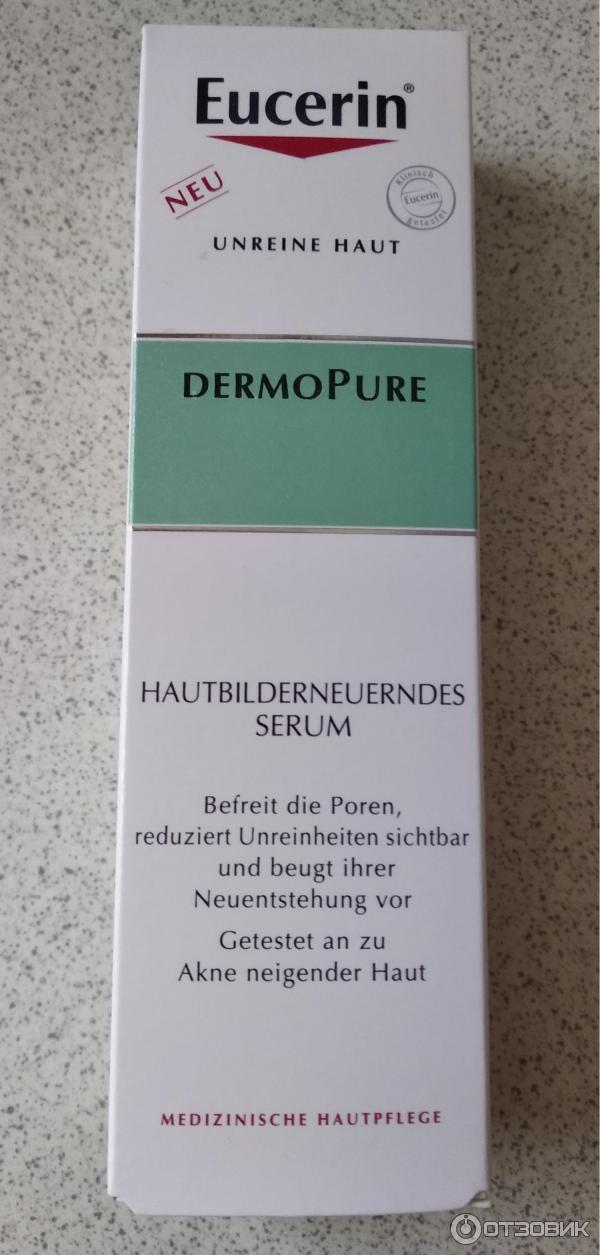 Eucerin®
NEU
Klinisch
Eucerin
getestet
UNREINE HAUT
DERMOPURE
HAUTBILDERNEUERNDES
SERUM
Befreit die Poren,
reduziert Unreinheiten sichtbar
und beugt ihrer
Neuentstehung vor
Getestet an zu
Akne neigender Haut
MEDIZINISCHE HAUTPFLEGE
ОТЗОВИК